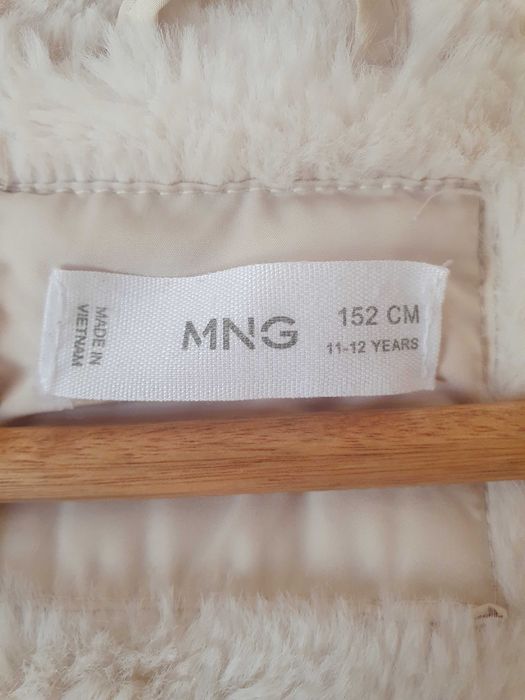 MADE IN
VIETNAM
MNG
152 CM
11-12 YEARS